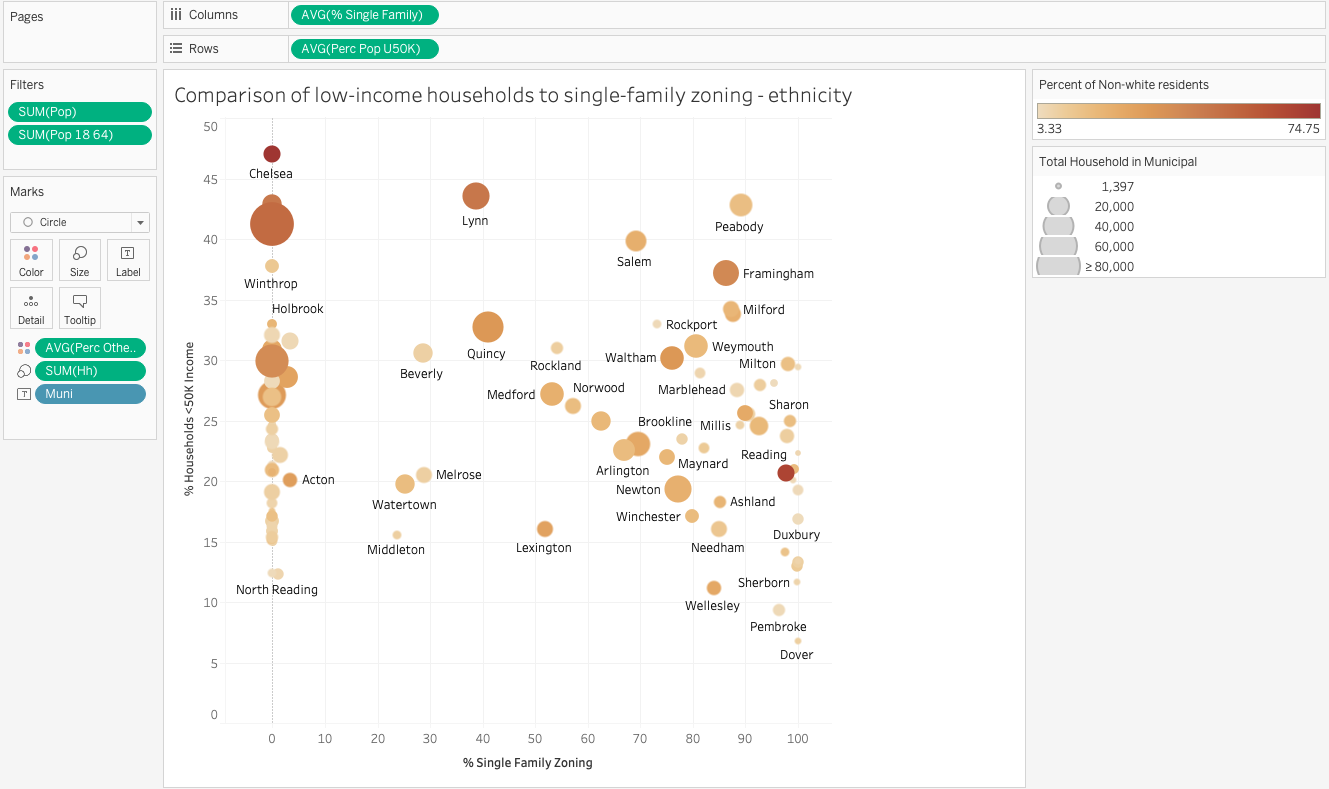 Pages
Columns
AVG(% Single Family)
Rows
AVG(Perc Pop U50K)
Filters
SUM(Pop)
SUM(Pop 18 64)
Marks
Circle
Color
Size
Label
Detail
Tooltip
AVG(Perc Othe..
SUM(Hh)
Muni
Comparison of low-income households to single-family zoning - ethnicity
% Households <50K Income
50
45
40
35
30
25
20
15
10
5
0
Chelsea
Lynn
Peabody
Salem
Framingham
Winthrop
Holbrook
Milford
Rockport
Quincy
Weymouth
Beverly
Rockland
Waltham
Milton
Medford
Norwood
Marblehead
Sharon
Brookline
Millis
Arlington
Maynard
Reading
Acton
Melrose
Watertown
Newton
Ashland
Winchester
Middleton
Lexington
Needham
Duxbury
North Reading
Sherborn
Wellesley
Pembroke
Dover
0
10
20
30
40
50
60
70
80
90
100
% Single Family Zoning
Percent of Non-white residents
3.33
74.75
Total Household in Municipal
1,397
20,000
40,000
60,000
≥ 80,000